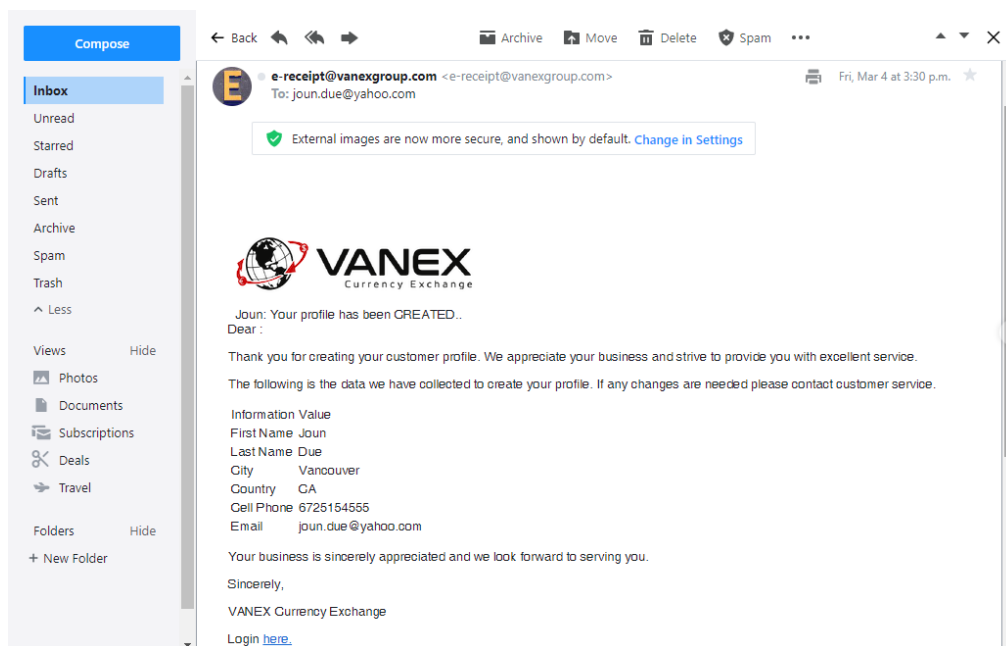 Compose
Inbox
Unread
Starred
Drafts
Sent
Archive
Spam
Trash
Less
Views Hide
Photos
Documents
Subscriptions
Deals
Travel
Folders Hide
+ New Folder
Back Archive Move Delete Spam
E e-receipt@vanexgroup.com <e-receipt@vanexgroup.com> Fri, Mar 4 at 3:30 p.m.
To: joun.due@yahoo.com
External images are now more secure, and shown by default. Change in Settings
VANEX
Currency Exchange
Joun: Your profile has been CREATED..
Dear :
Thank you for creating your customer profile. We appreciate your business and strive to provide you with excellent service.
The following is the data we have collected to create your profile. If any changes are needed please contact customer service.
Information Value
First Name Joun
Last Name Due
City Vancouver
Country CA
Cell Phone 6725154555
Email joun.due@yahoo.com
Your business is sincerely appreciated and we look forward to serving you.
Sincerely,
VANEX Currency Exchange
Login here.